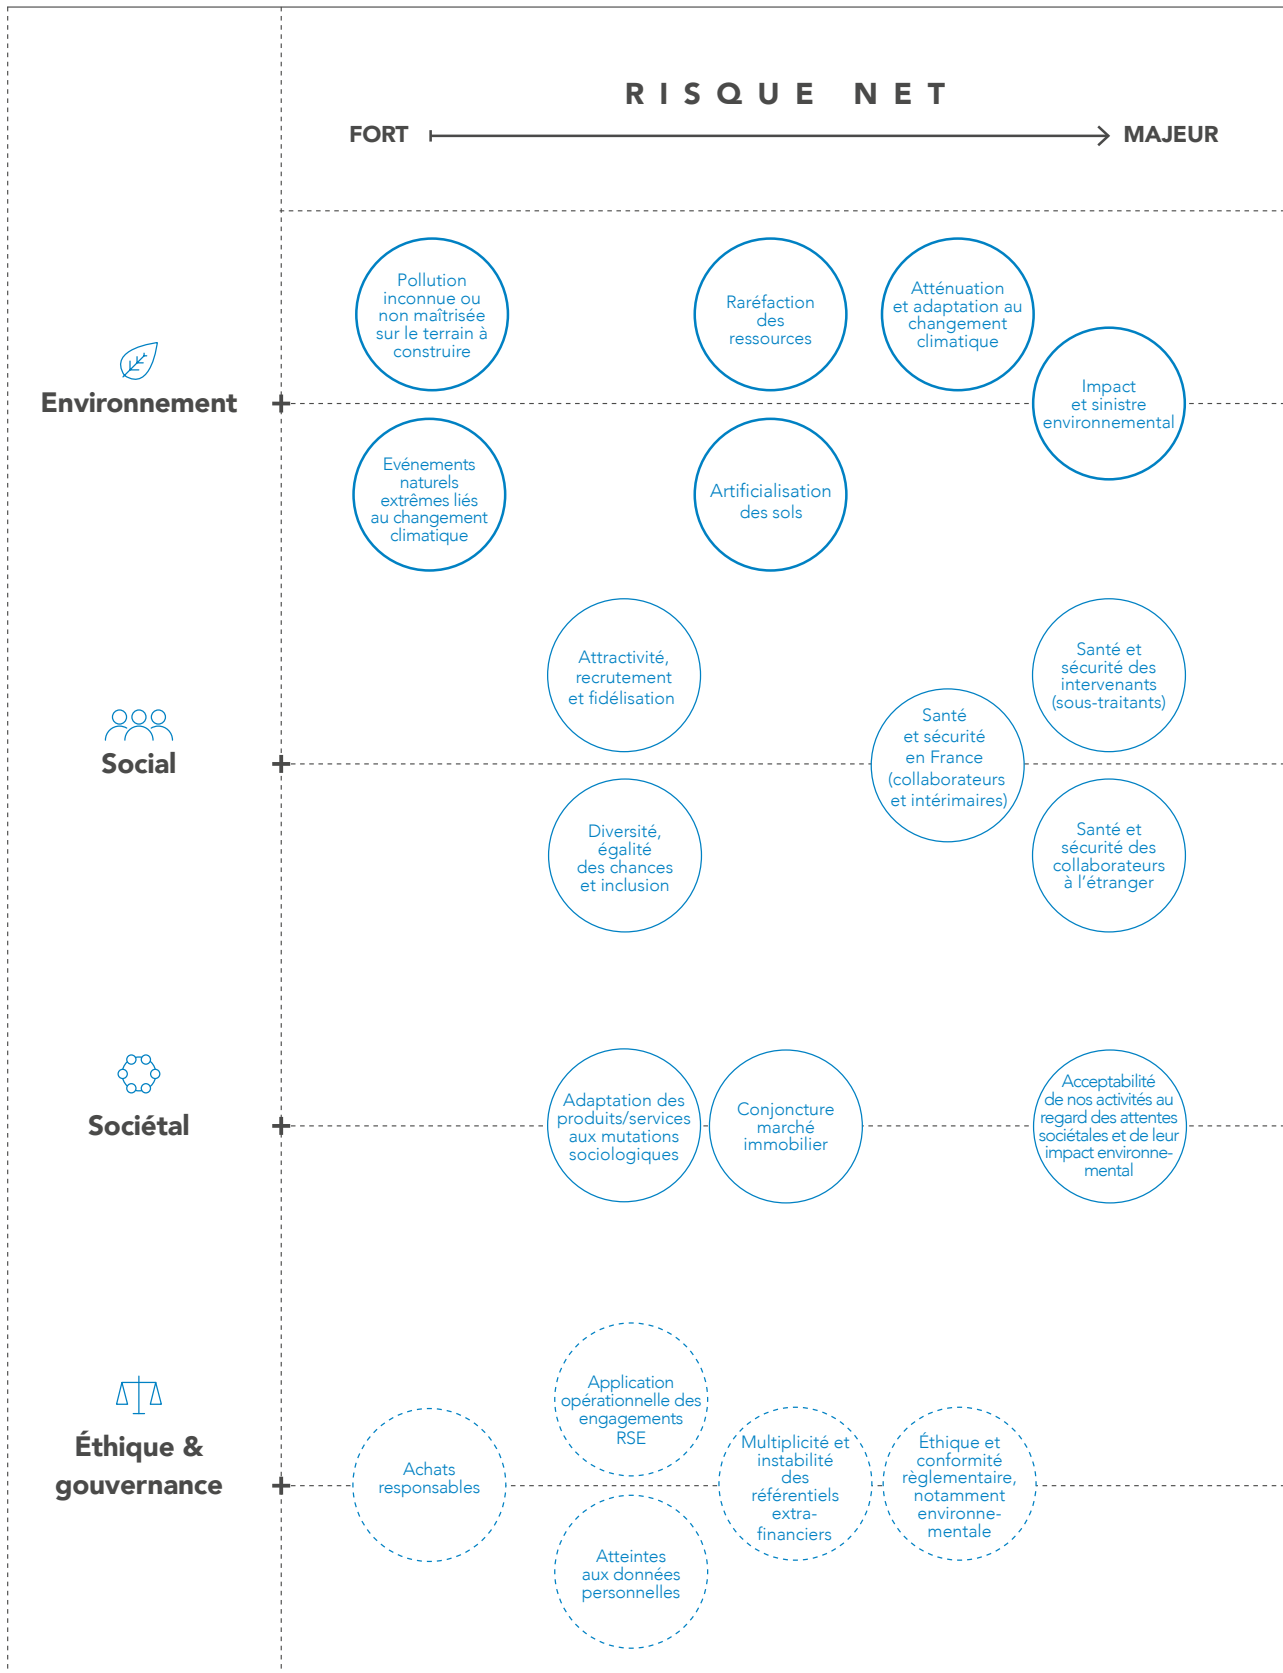 RISQUE NET
FORT
MAJEUR
Environnement
Pollution
inconnue ou
non maîtrisée
sur le terrain à
construire
Raréfaction
des
ressources
Atténuation
et adaptation au
changement
climatique
Impact
et sinistre
environnemental
Evénements
naturels
extrêmes liés
au changement
climatique
Artificialisation
des sols
Social
Attractivité,
recrutement
et fidélisation
Santé et
sécurité des
intervenants
(sous-traitants)
Santé
et sécurité
en France
(collaborateurs
et intérimaires)
Diversité,
égalité
des chances
et inclusion
Santé et
sécurité des
collaborateurs
à l’étranger
Sociétal
Adaptation des
produits/services
aux mutations
sociologiques
Conjoncture
marché
immobilier
Acceptabilité
de nos activités au
regard des attentes
sociétales et de leur
impact environne-
mental
Éthique &
gouvernance
Achats
responsables
Application
opérationnelle des
engagements
RSE
Atteintes
aux données
personnelles
Multiplicité et
instabilité
des
référentiels
extra-
financiers
Éthique et
conformité
règlementaire,
notamment
environne-
mentale